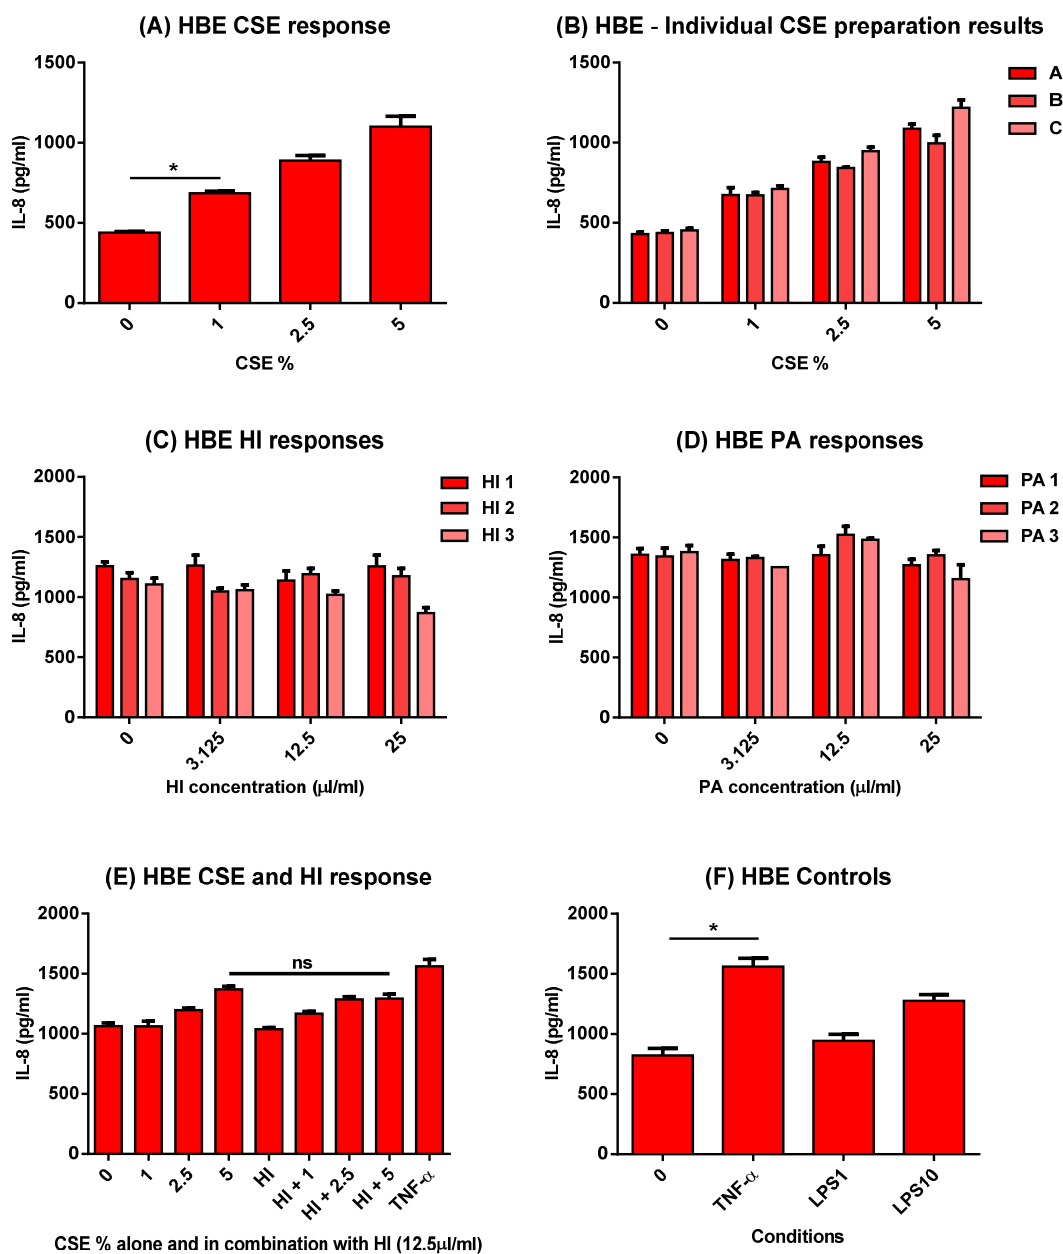 (A) HBE CSE response
1500
1000
500
0
IL-8 (pg/ml)
*
0
1
2.5
5
CSE %
(B) HBE - Individual CSE preparation results
1500
1000
500
0
IL-8 (pg/ml)
A
B
C
0
1
2.5
5
CSE %
(C) HBE HI responses
2000
1500
1000
500
0
IL-8 (pg/ml)
HI 1
HI 2
HI 3
0
3.125
12.5
25
HI concentration (µl/ml)
(D) HBE PA responses
2000
1500
1000
500
0
IL-8 (pg/ml)
PA 1
PA 2
PA 3
0
3.125
12.5
25
PA concentration (µl/ml)
(E) HBE CSE and HI response
2000
1500
1000
500
0
IL-8 (pg/ml)
ns
0
1
2.5
5
HI
HI + 1
HI + 2.5
HI + 5
TNF-α
CSE % alone and in combination with HI (12.5µl/ml)
(F) HBE Controls
2000
1500
1000
500
0
IL-8 (pg/ml)
*
0
TNF-α
LPS1
LPS10
Conditions